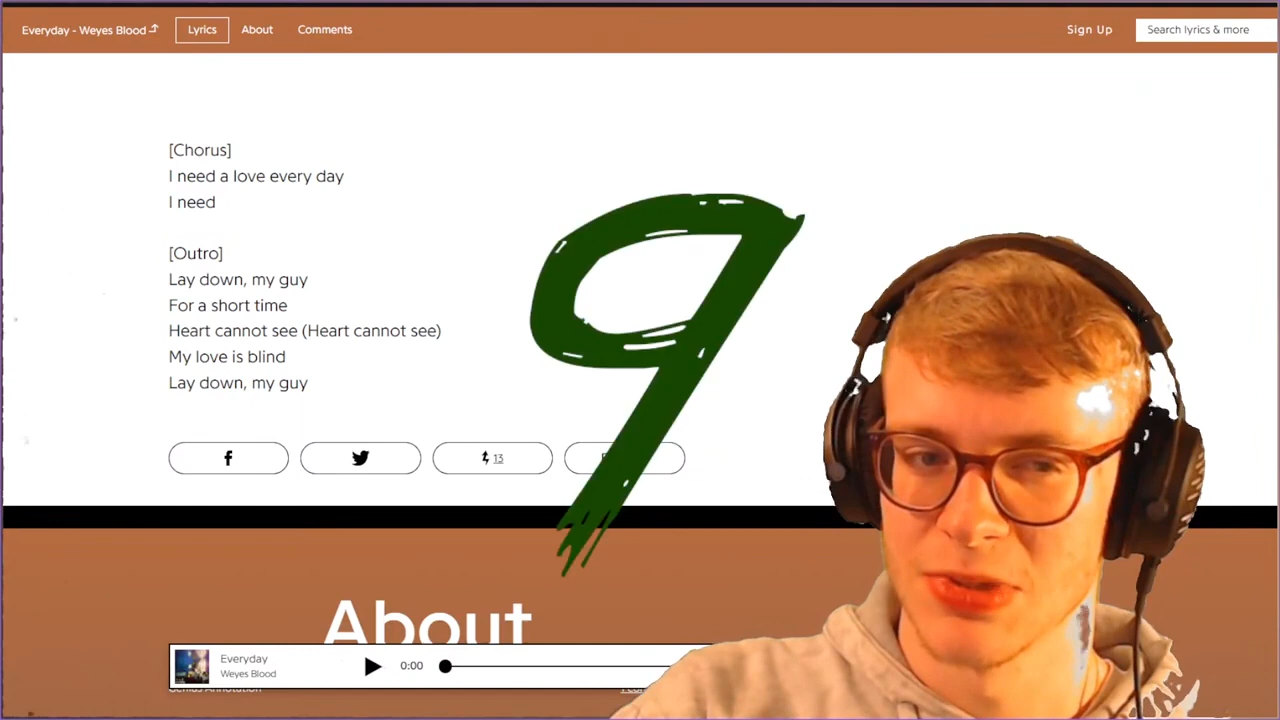 Everyday - Weyes Blood
Lyrics
About
Comments
Sign Up
Search lyrics & more
[Chorus]
I need a love every day
I need
[Outro]
Lay down, my guy
For a short time
Heart cannot see (Heart cannot see)
My love is blind
Lay down, my guy
13
9
About
Everyday
Weyes Blood
0:00
Genius Annotation